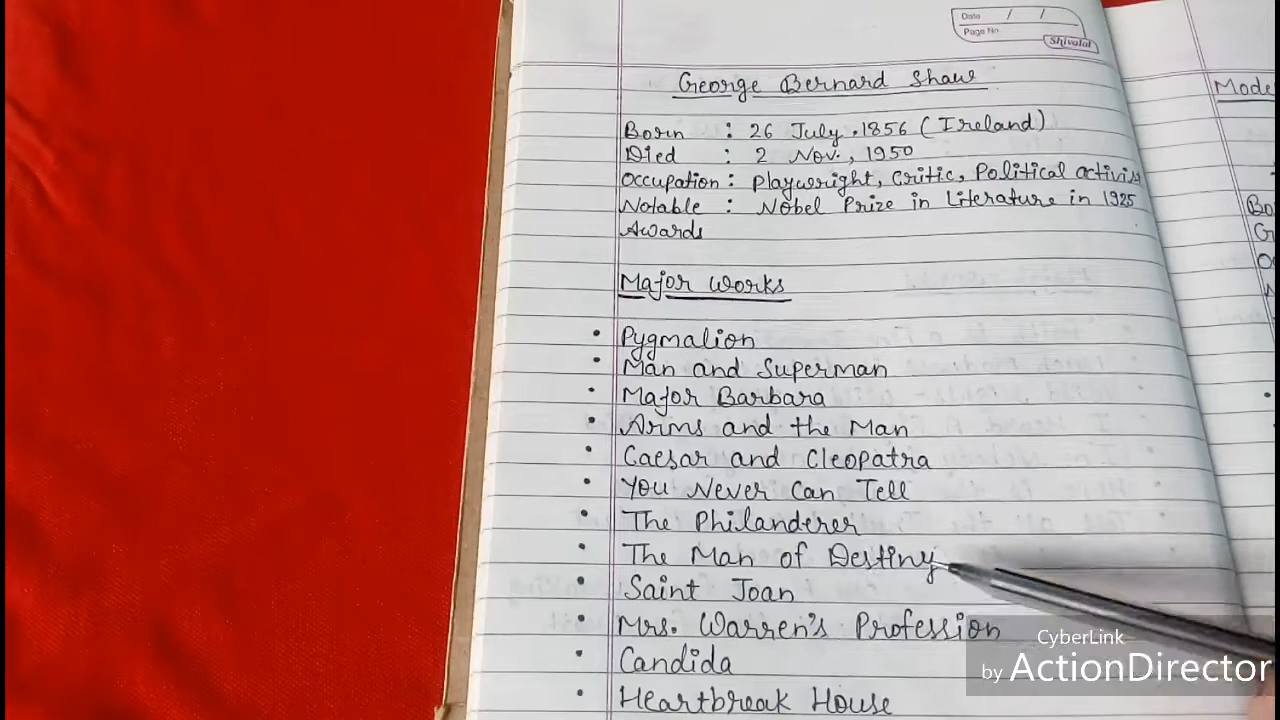 Date / /
Page No
Shivalal
George Bernard Shaw
Born : 26 July .1856 (Ireland)
Died : 2 Nov., 1950
Occupation : Playwright, Critic, Political activis
Notable : Nobel Prize in Literature in 1925
Awards
Major Works
• Pygmalion
• Man and Superman
• Major Barbara
• Arms and the Man
• Caesar and Cleopatra
• You Never Can Tell
• The Philanderer
• The Man of Destiny
• Saint Joan
• Mrs. Warren's Profession
• Candida
• Heartbreak House
Mode
Bo
G
O
CyberLink
by ActionDirector